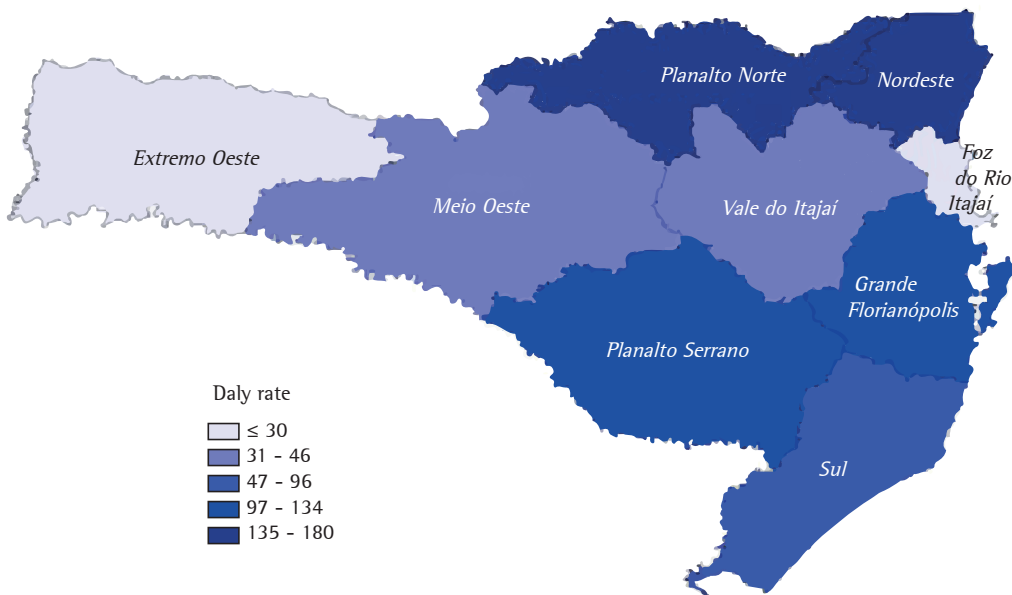 Planalto Norte
Nordeste
Extremo Oeste
Foz
do Rio
Itajaí
Meio Oeste
Vale do Itajaí
Grande
Florianópolis
Planalto Serrano
Sul
Daly rate
≤ 30
31 - 46
47 - 96
97 - 134
135 - 180